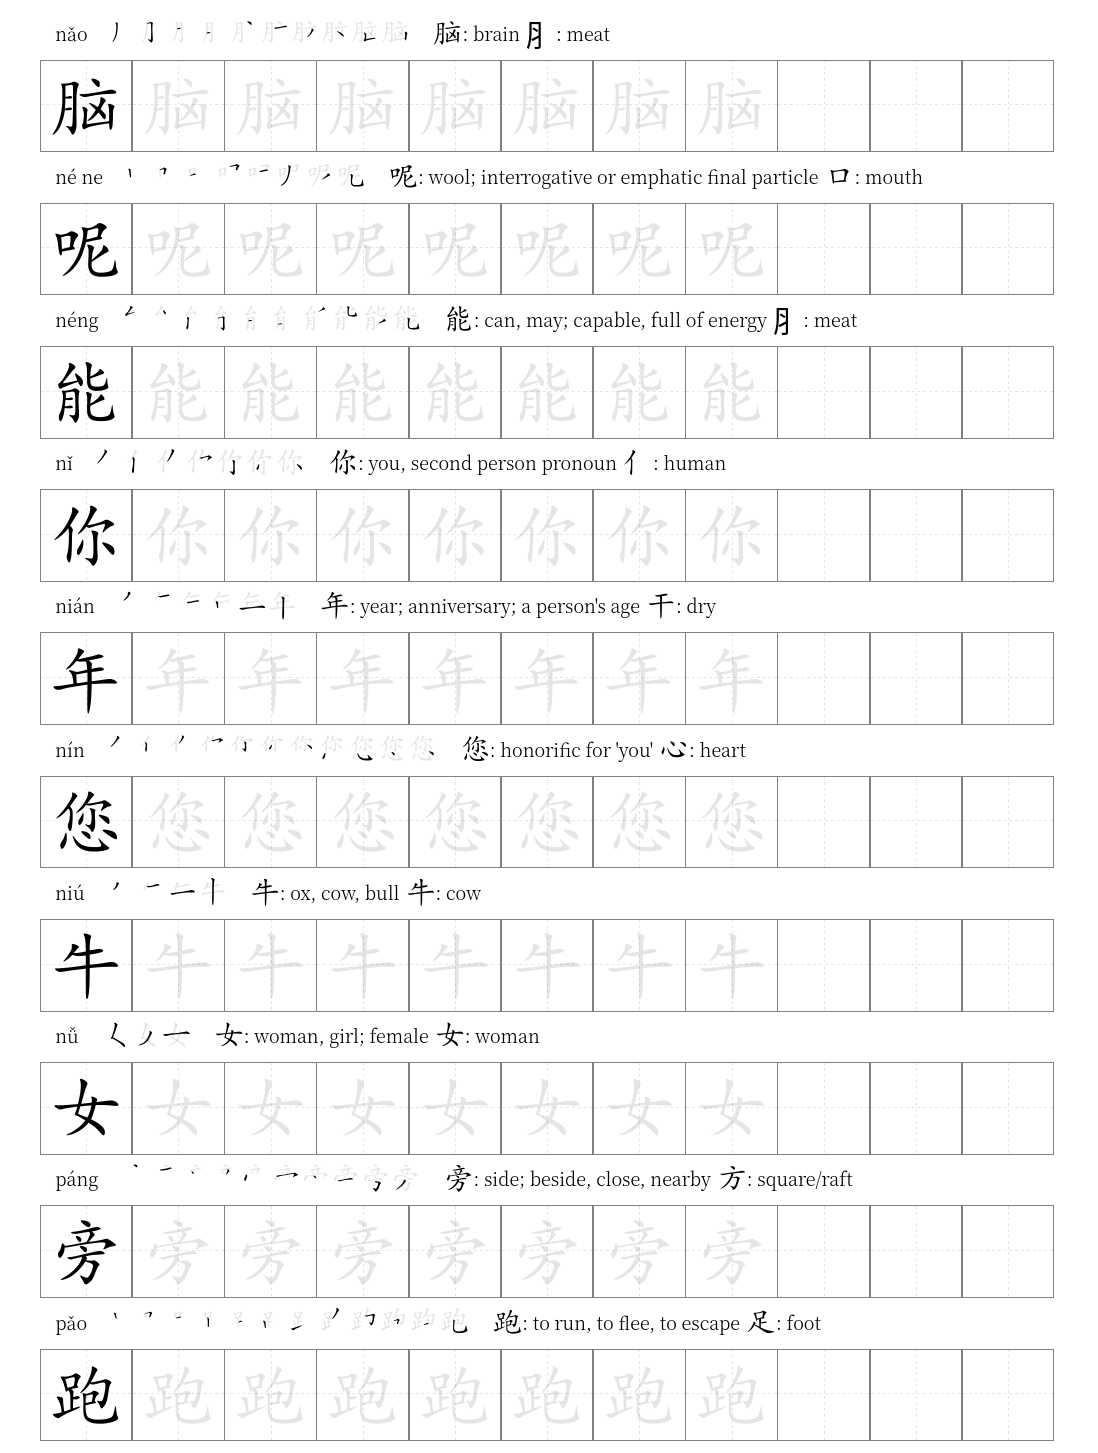 nǎo 脑: brain ⺼: meat
脑 脑 脑 脑 脑 脑 脑 脑
né ne 呢: wool; interrogative or emphatic final particle 口: mouth
呢 呢 呢 呢 呢 呢 呢 呢
néng 能: can, may; capable, full of energy ⺼: meat
能 能 能 能 能 能 能 能
nǐ 你: you, second person pronoun 亻: human
你 你 你 你 你 你 你 你
nián 年: year; anniversary; a person's age 干: dry
年 年 年 年 年 年 年 年
nín 您: honorific for 'you' 心: heart
您 您 您 您 您 您 您 您
niú 牛: ox, cow, bull 牛: cow
牛 牛 牛 牛 牛 牛 牛 牛
nǚ 女: woman, girl; female 女: woman
女 女 女 女 女 女 女 女
páng 旁: side; beside, close, nearby 方: square/raft
旁 旁 旁 旁 旁 旁 旁 旁
pǎo 跑: to run, to flee, to escape 足: foot
跑 跑 跑 跑 跑 跑 跑 跑